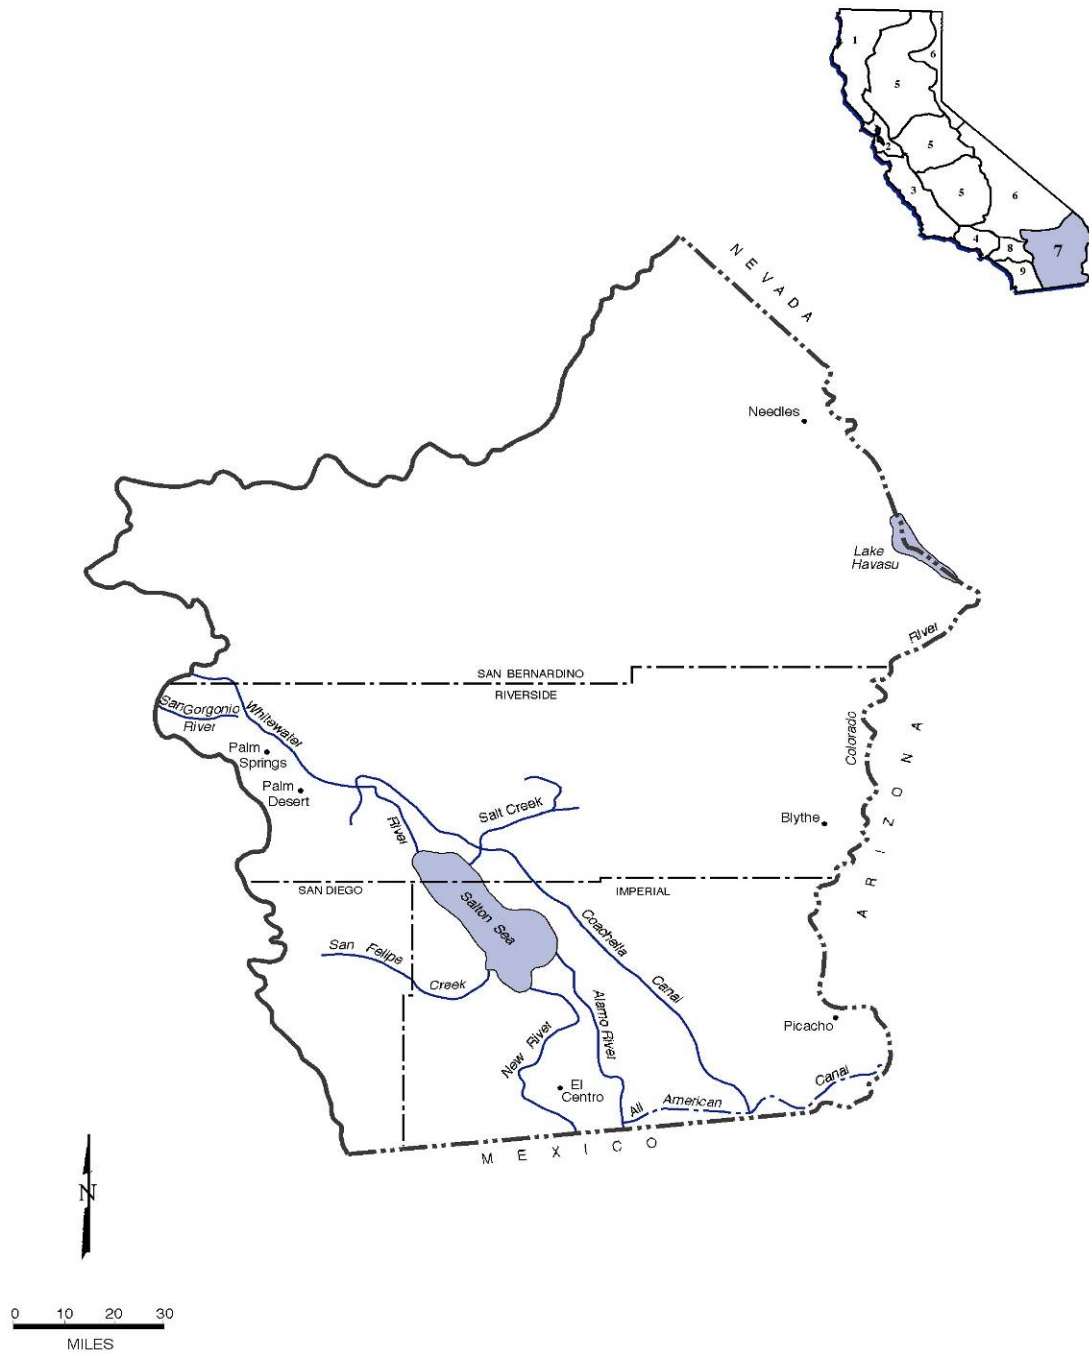 1
6
5
2
5
3
5
6
4
8
7
9
NEVADA
Needles
Lake
Havasu
River
SAN BERNARDINO
RIVERSIDE
San Gorgonio
River
Whitewater
Colorado
ARIZONA
Palm
Springs
Palm
Desert
River
Salt Creek
Blythe
SAN DIEGO
IMPERIAL
Salton Sea
Coachella
Canal
San Felipe
Creek
Alamo River
New River
Picacho
El
Centro
All American
Canal
MEXICO
N
0 10 20 30
MILES